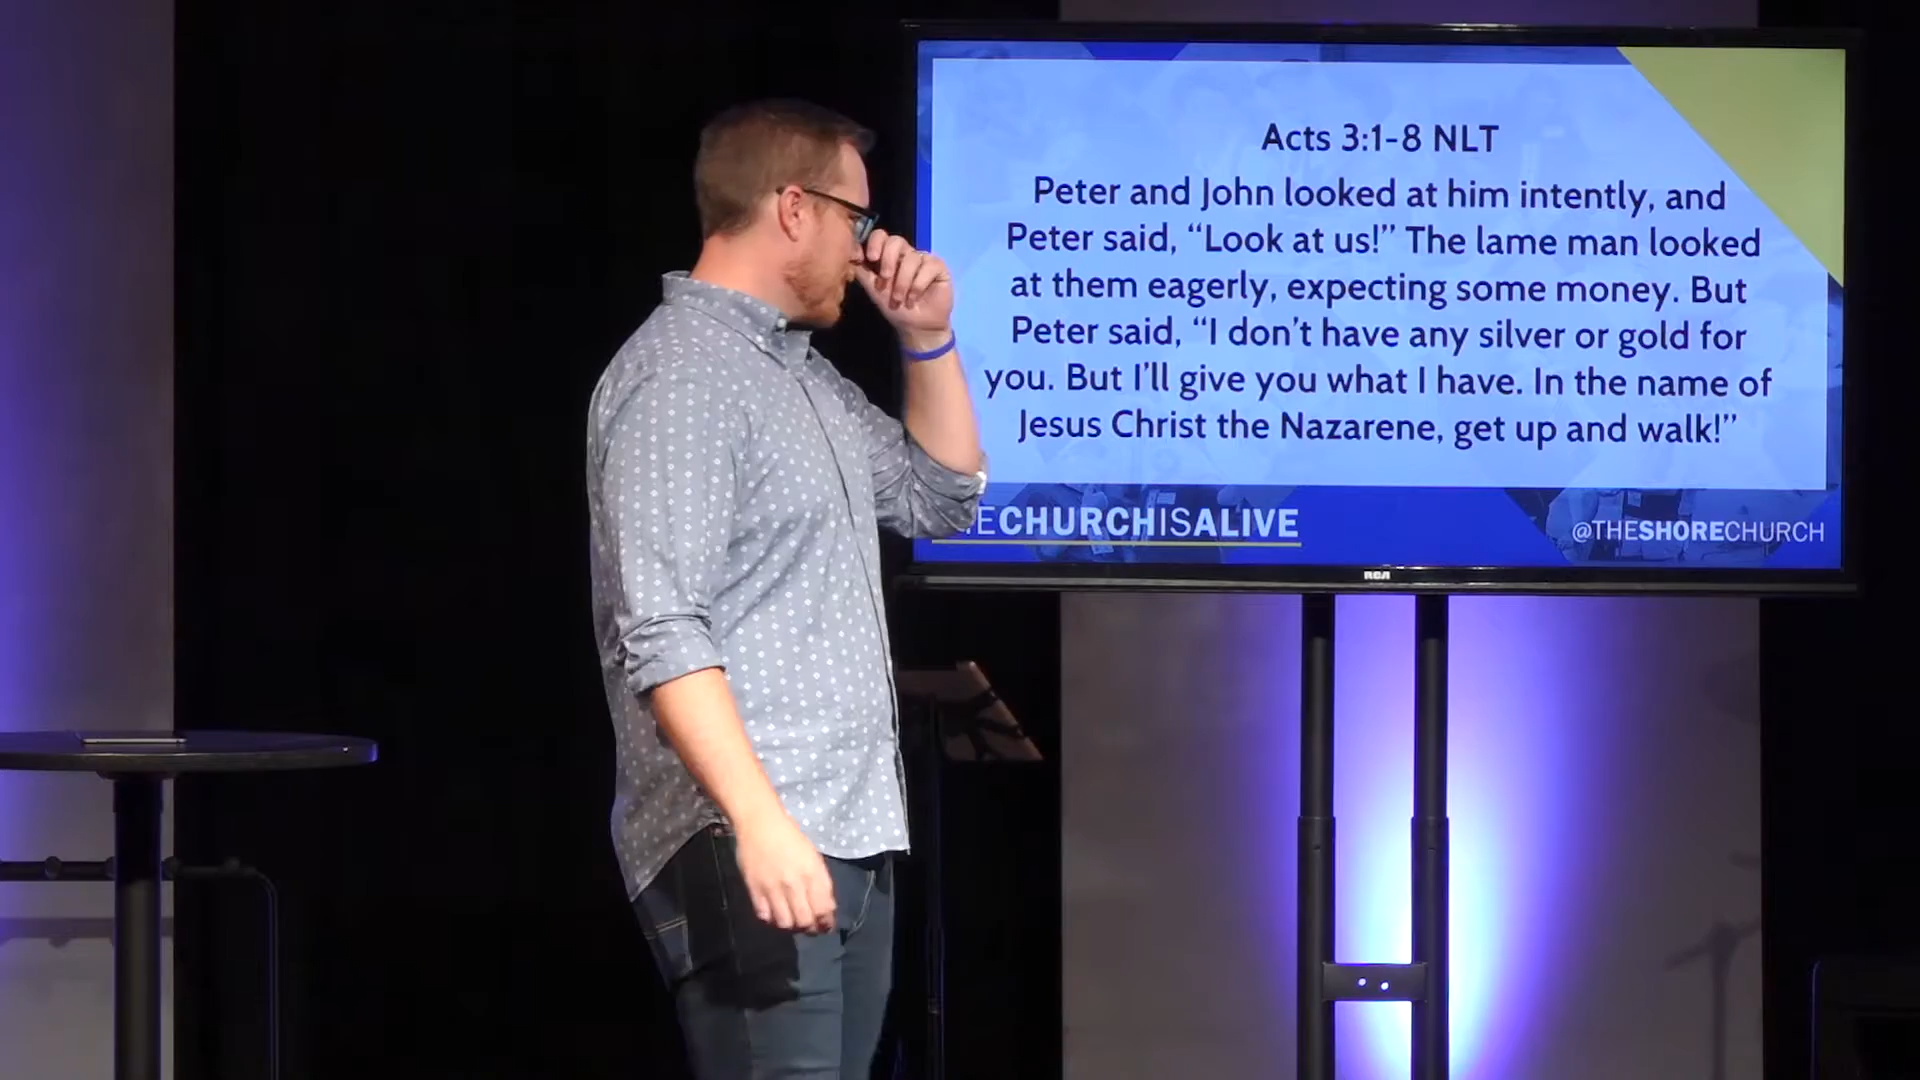 Acts 3:1-8 NLT
Peter and John looked at him intently, and
Peter said, “Look at us!” The lame man looked
at them eagerly, expecting some money. But
Peter said, “I don’t have any silver or gold for
you. But I’ll give you what I have. In the name of
Jesus Christ the Nazarene, get up and walk!”
CHURCHISALIVE
@THESHORECHURCH
RCA